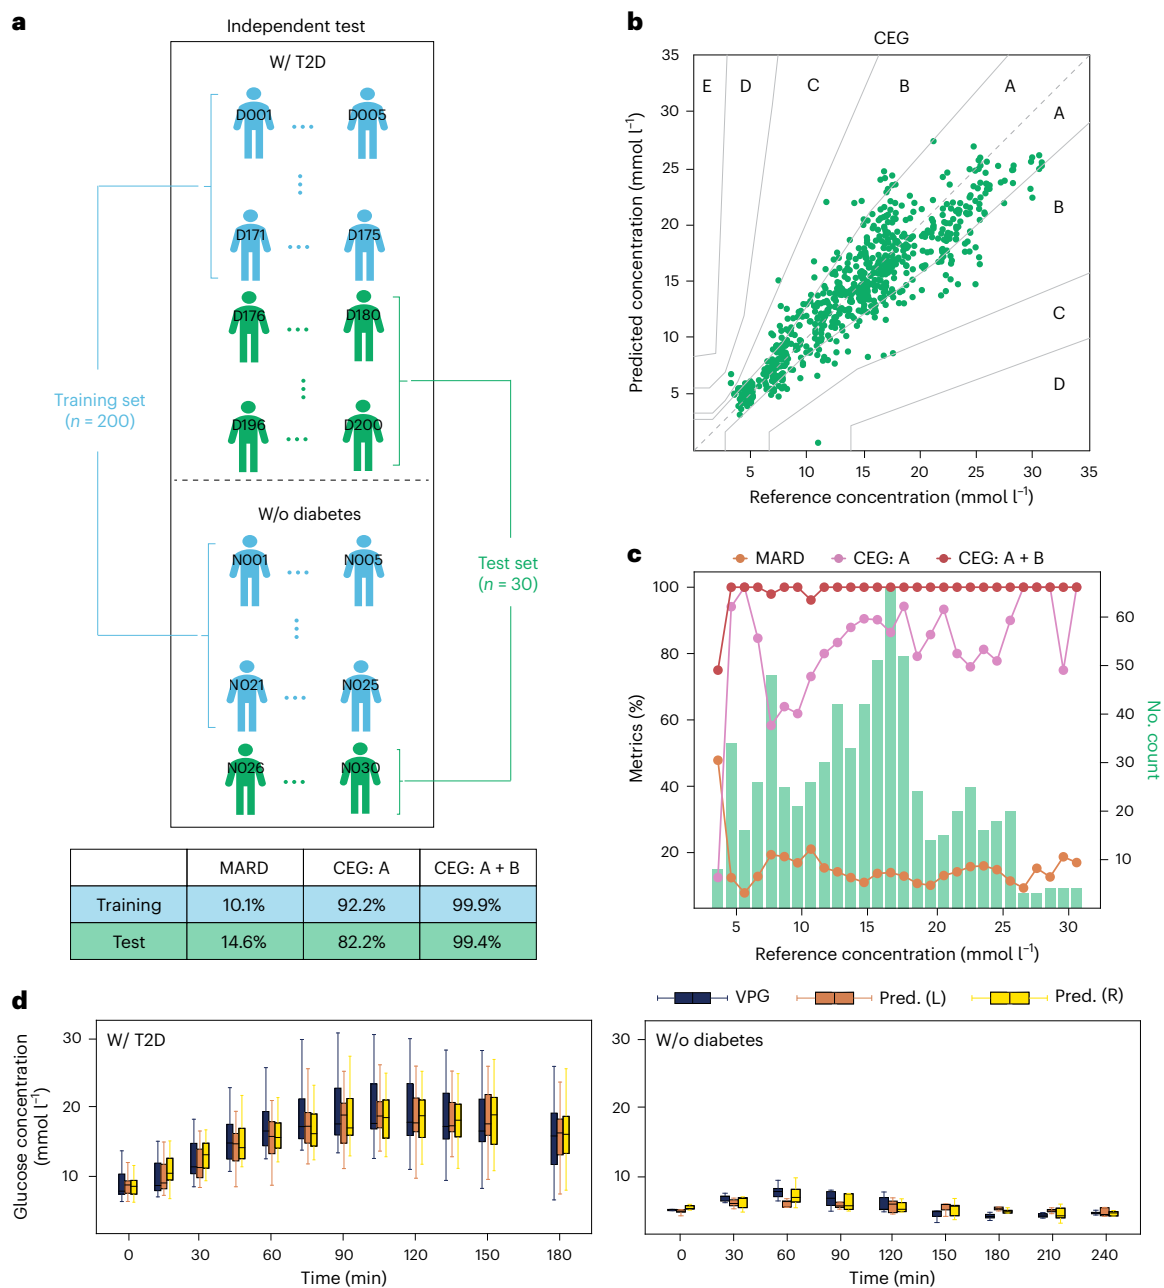 a
Independent test
W/ T2D
D001 ... D005
D171 ... D175
D176 ... D180
D196 ... D200
Training set
(n = 200)
W/o diabetes
N001 ... N005
N021 ... N025
N026 ... N030
Test set
(n = 30)
MARD CEG: A CEG: A + B
Training 10.1% 92.2% 99.9%
Test 14.6% 82.2% 99.4%
b
CEG
Predicted concentration (mmol l⁻¹)
35
30
25
20
15
10
5
E D C B A
A
B
C
D
5 10 15 20 25 30 35
Reference concentration (mmol l⁻¹)
c
MARD CEG: A CEG: A + B
Metrics (%)
100
80
60
40
20
60
50
40
30
20
10
No. count
5 10 15 20 25 30
Reference concentration (mmol l⁻¹)
d
VPG Pred. (L) Pred. (R)
Glucose concentration
(mmol l⁻¹)
W/ T2D
30
20
10
0 30 60 90 120 150 180
Time (min)
W/o diabetes
30
20
10
0 30 60 90 120 150 180 210 240
Time (min)